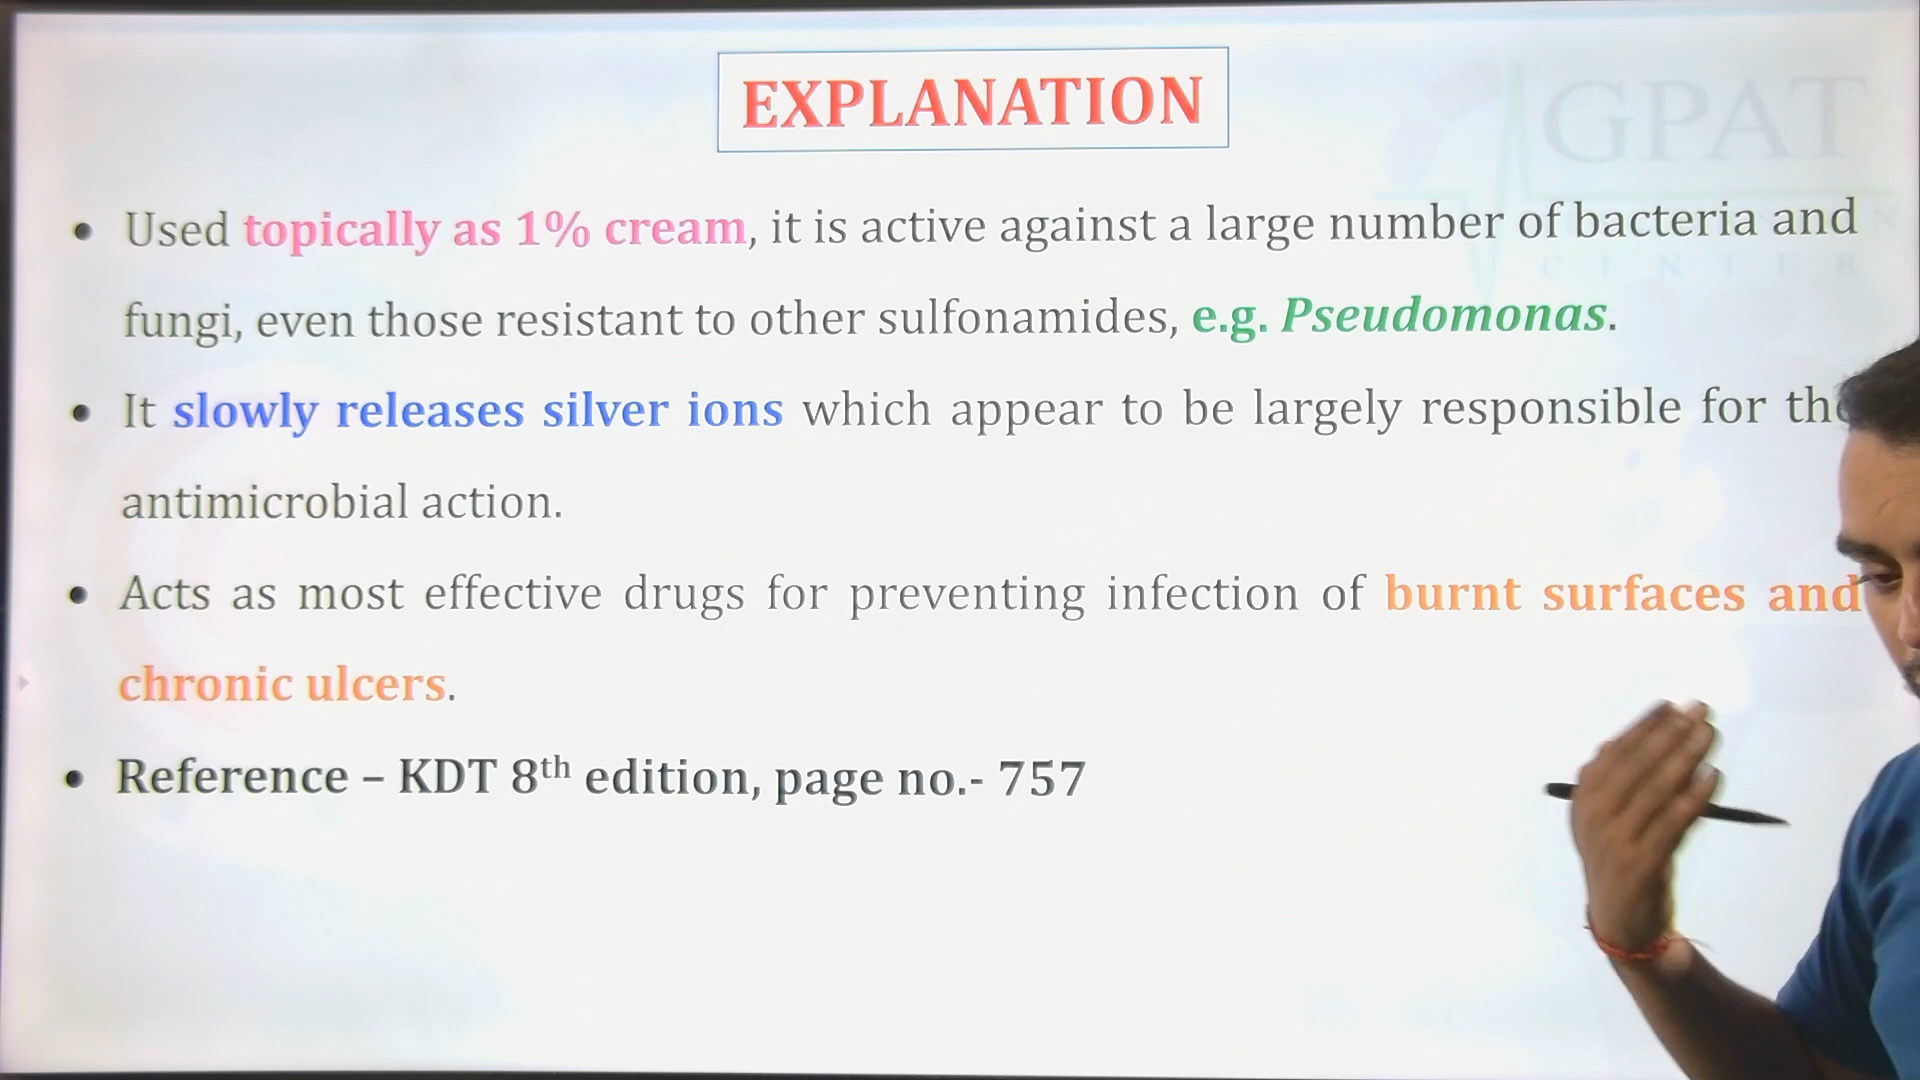 EXPLANATION
GPAT
CENTER
• Used topically as 1% cream, it is active against a large number of bacteria and
fungi, even those resistant to other sulfonamides, e.g. Pseudomonas.
• It slowly releases silver ions which appear to be largely responsible for the
antimicrobial action.
• Acts as most effective drugs for preventing infection of burnt surfaces and
chronic ulcers.
• Reference – KDT 8th edition, page no.- 757